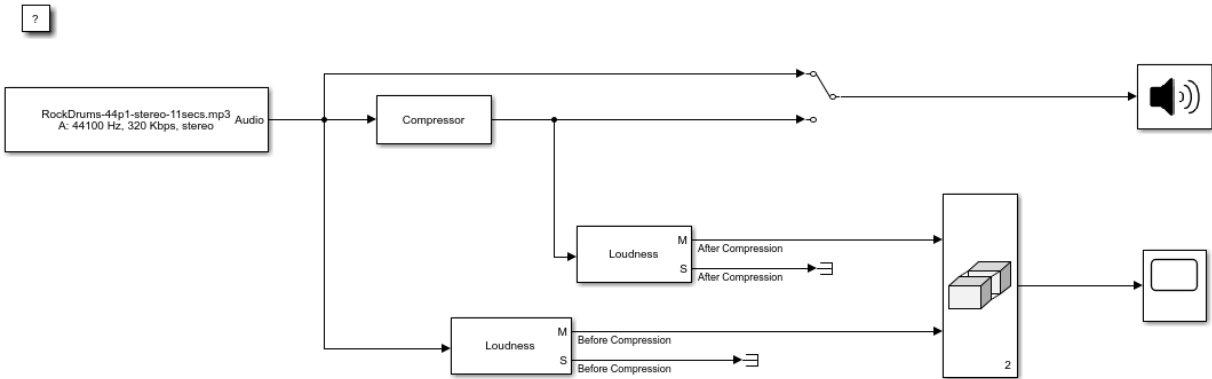 ?
RockDrums-44p1-stereo-11secs.mp3
A: 44100 Hz, 320 Kbps, stereo
Audio
Compressor
Loudness
M
After Compression
S
After Compression
Loudness
M
Before Compression
S
Before Compression
2